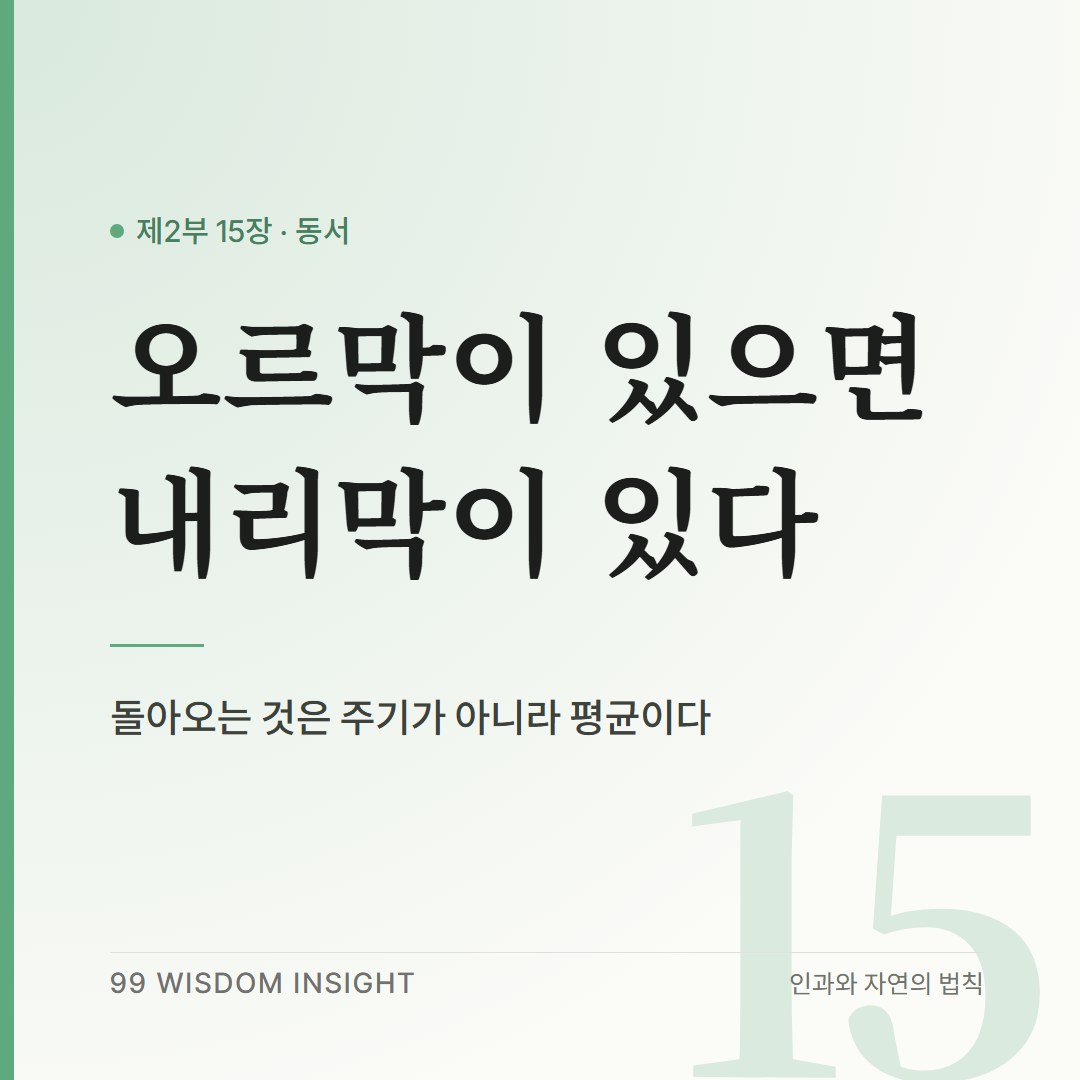 제2부 15장 · 동서
오르막이 있으면
내리막이 있다
돌아오는 것은 주기가 아니라 평균이다
99 WISDOM INSIGHT
인과와 자연의 법칙
15